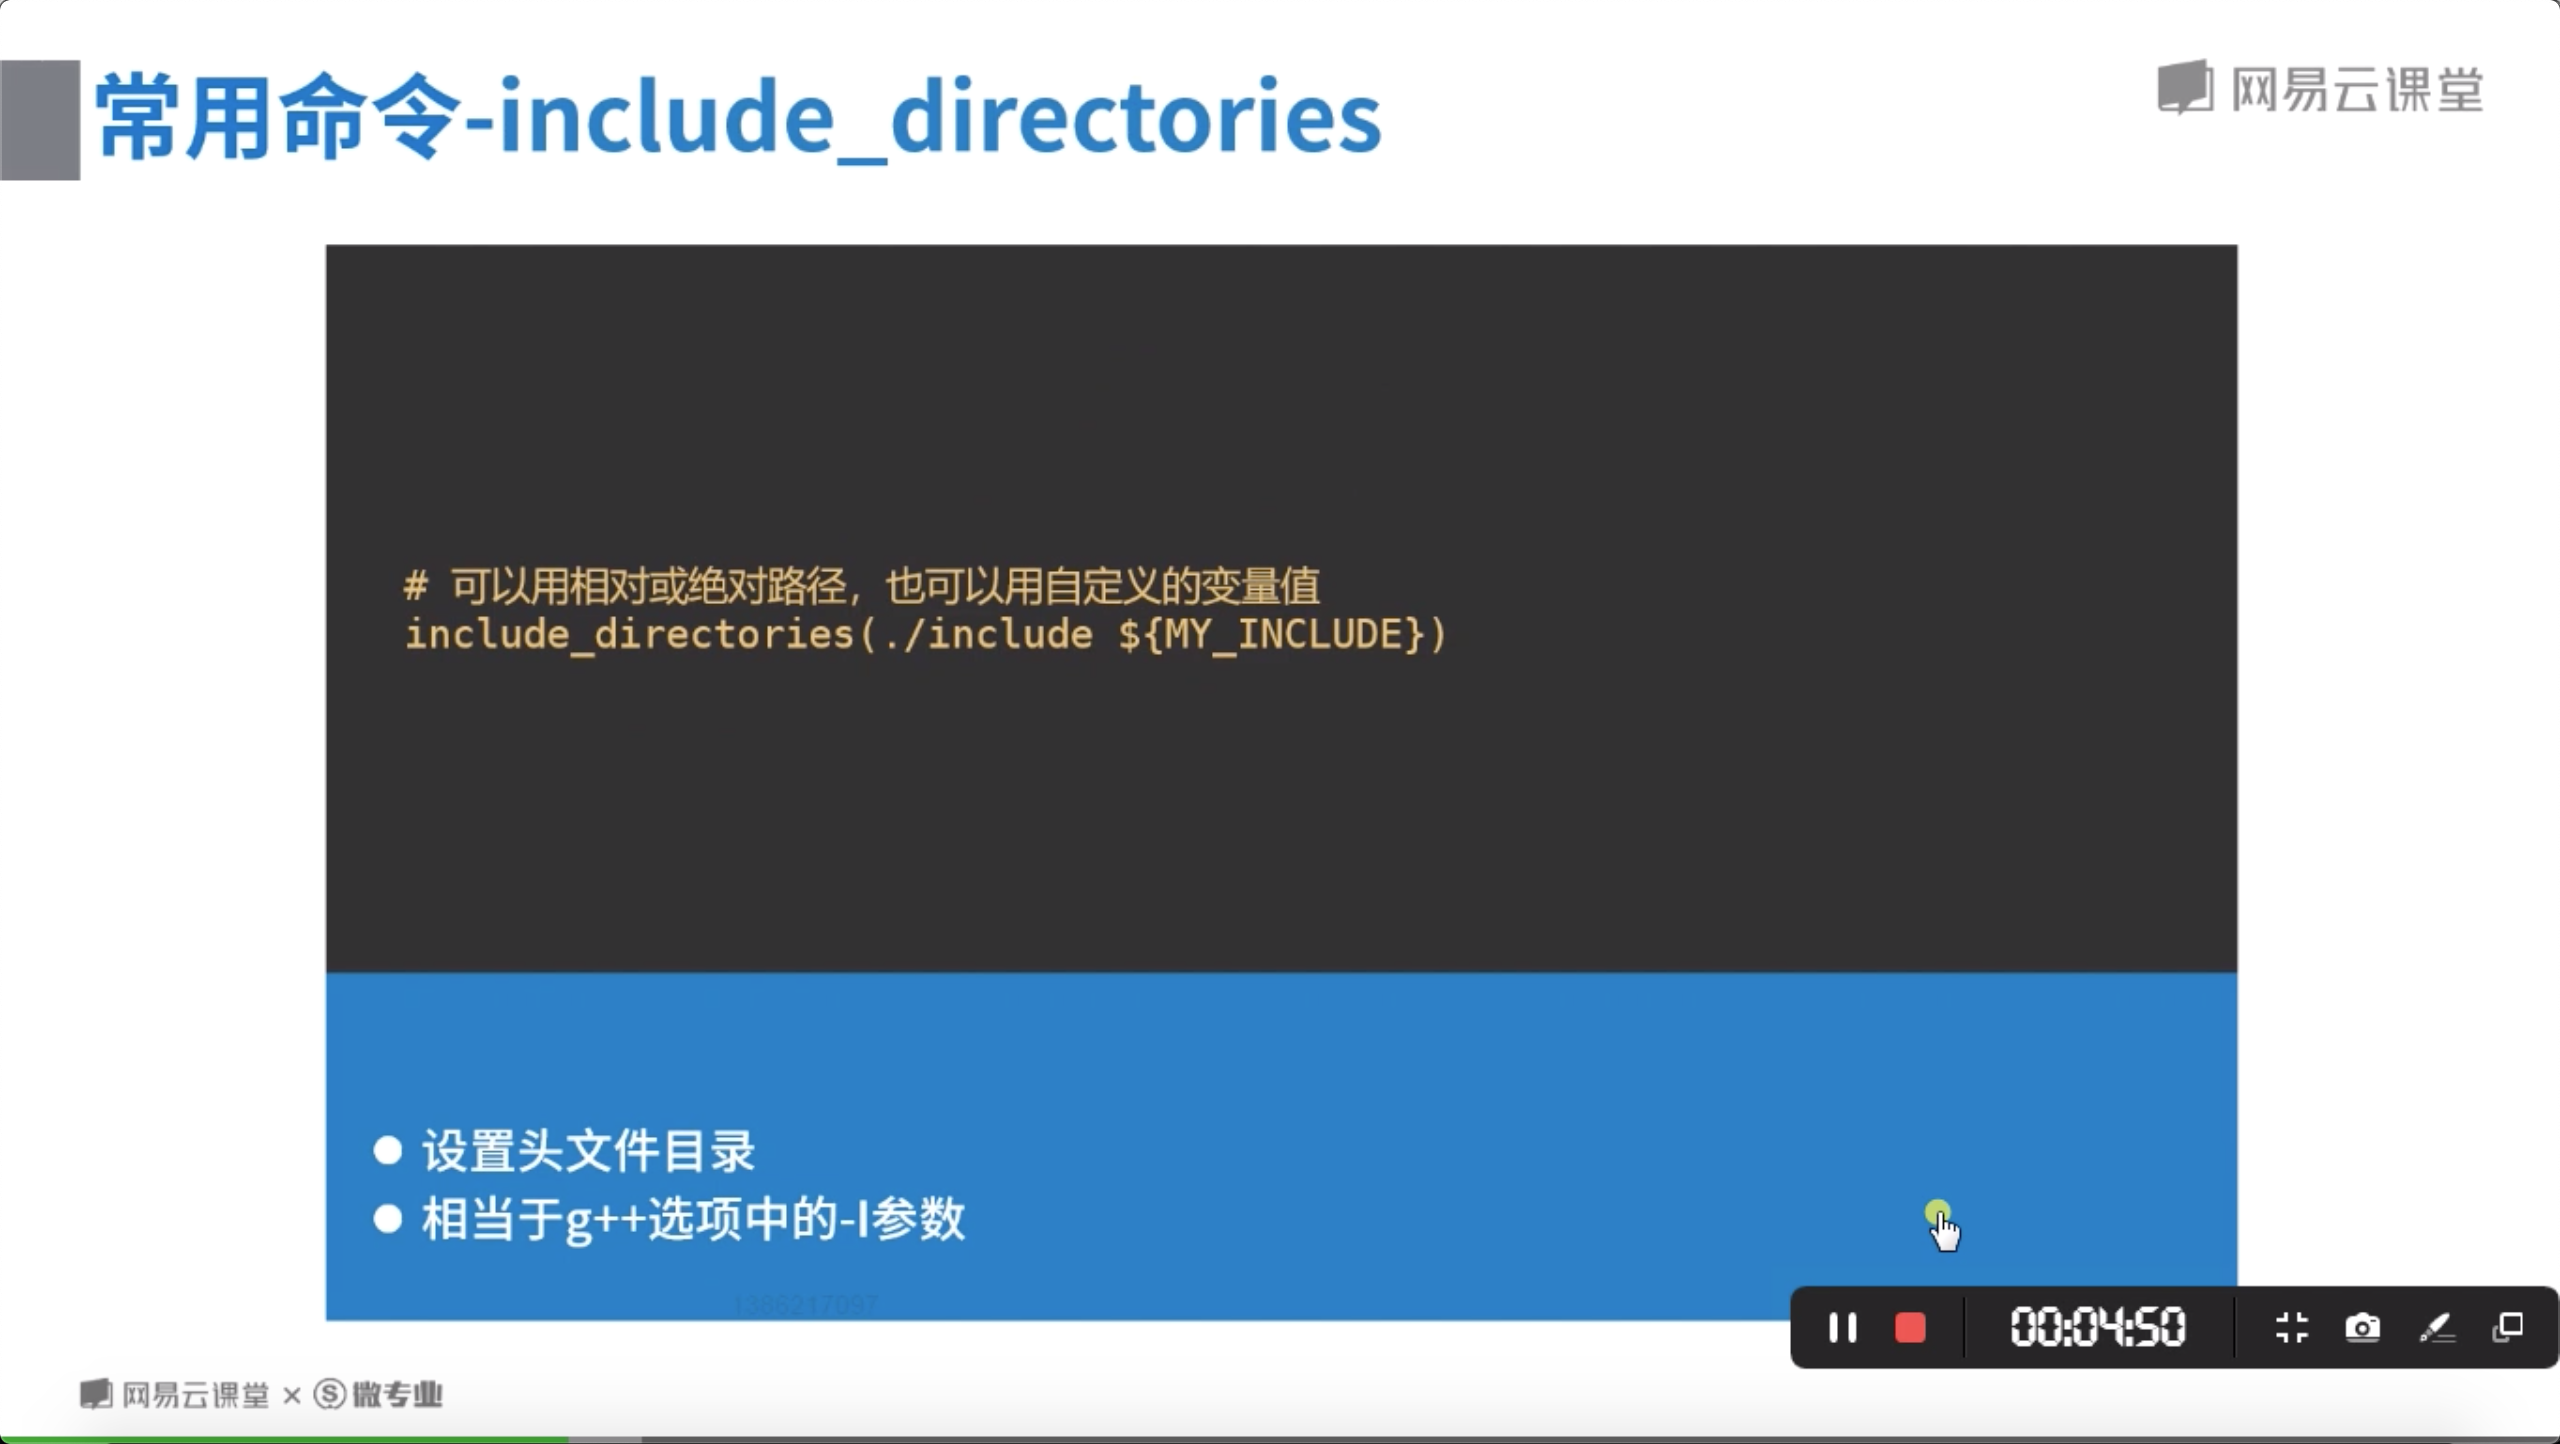 常用命令-include_directories
网易云课堂
# 可以用相对或绝对路径，也可以用自定义的变量值
include_directories(./include ${MY_INCLUDE})
● 设置头文件目录
● 相当于g++选项中的-I参数
1386217097
00:04:50
网易云课堂 × Ⓢ 微专业